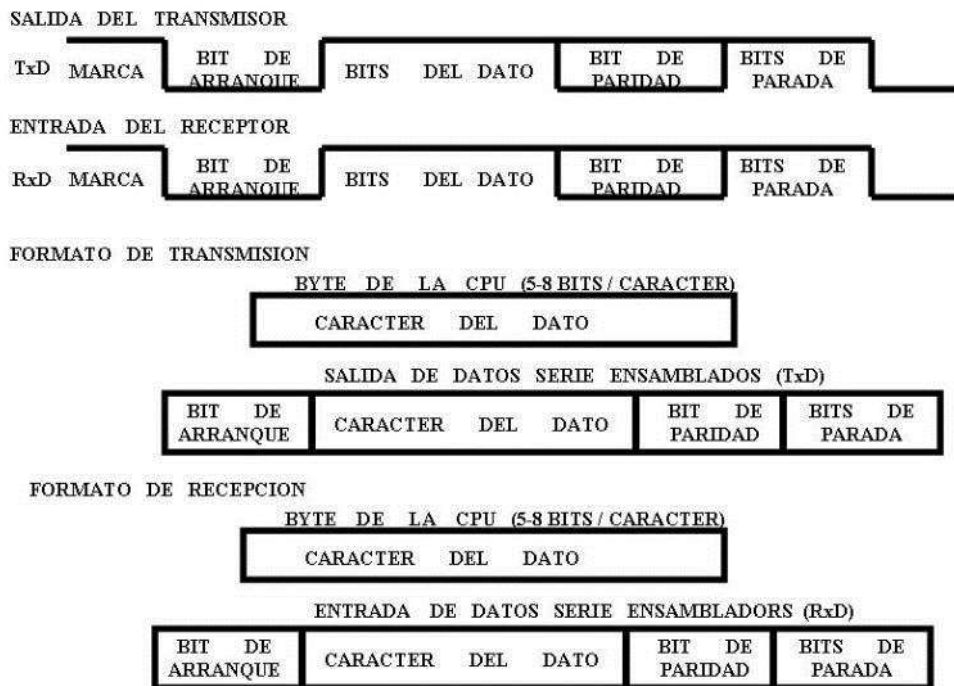 SALIDA DEL TRANSMISOR
TxD MARCA BIT DE ARRANQUE BITS DEL DATO BIT DE PARIDAD BITS DE PARADA
ENTRADA DEL RECEPTOR
RxD MARCA BIT DE ARRANQUE BITS DEL DATO BIT DE PARIDAD BITS DE PARADA
FORMATO DE TRANSMISION
BYTE DE LA CPU (5-8 BITS / CARACTER)
CARACTER DEL DATO
SALIDA DE DATOS SERIE ENSAMBLADOS (TxD)
BIT DE ARRANQUE CARACTER DEL DATO BIT DE PARIDAD BITS DE PARADA
FORMATO DE RECEPCION
BYTE DE LA CPU (5-8 BITS / CARACTER)
CARACTER DEL DATO
ENTRADA DE DATOS SERIE ENSAMBLADORS (RxD)
BIT DE ARRANQUE CARACTER DEL DATO BIT DE PARIDAD BITS DE PARADA